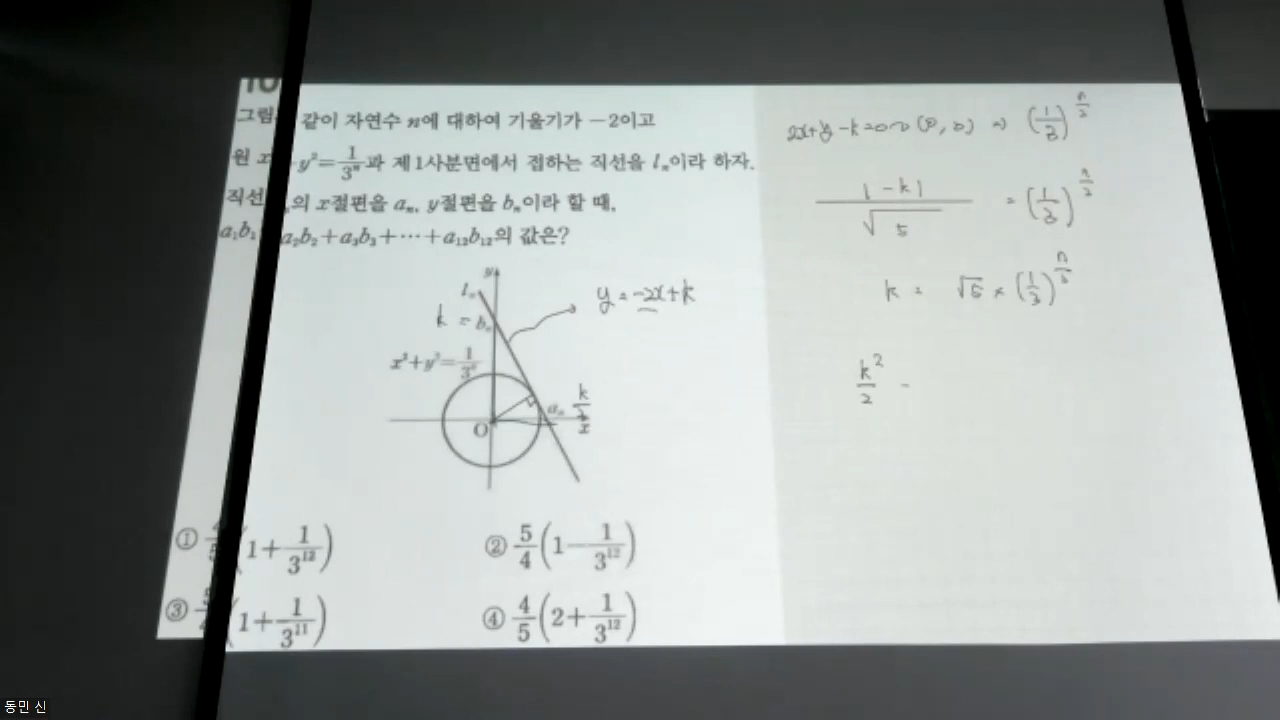 10
그림 같이 자연수 n에 대하여 기울기가 −2이고
원 x y²=1/3ⁿ과 제1사분면에서 접하는 직선을 lₙ이라 하자.
직선 의 x절편을 aₙ, y절편을 bₙ이라 할 때,
a₁b₁ a₂b₂+a₃b₃+⋯+a₁₂b₁₂의 값은?
y
lₙ
k = bₙ
y = -2x+k
x²+y²=1/3ⁿ
aₙ k/2
O
x
① 4/5(1+1/3¹²)
② 5/4(1−1/3¹²)
③ (1+1/3¹¹)
④ 4/5(2+1/3¹²)
2x+y-k=0~(0,0) ⇒ (1/3)^(n/2)
|-k|/√5 = (1/3)^(n/2)
k = √5 × (1/3)^(n/2)
k²/2 -
동민 신